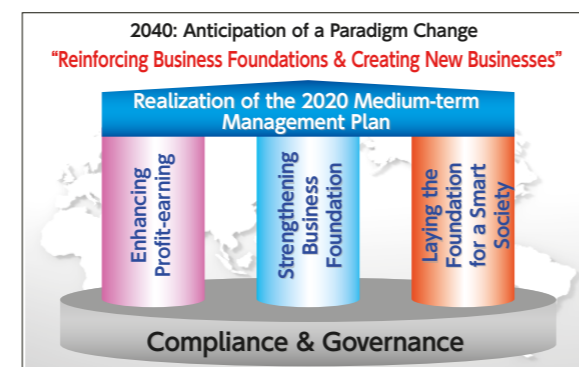 2040: Anticipation of a Paradigm Change
“Reinforcing Business Foundations & Creating New Businesses”
Realization of the 2020 Medium-term
Management Plan
Enhancing
Profit-earning
Strengthening
Business
Foundation
Laying the
Foundation
for a Smart
Society
Compliance & Governance